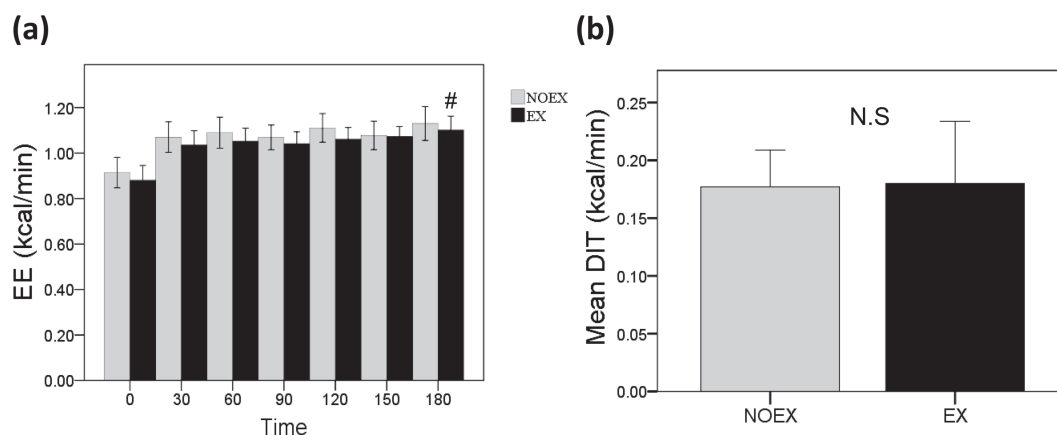 (a)
EE (kcal/min)
1.20
1.00
0.80
0.60
0.40
0.20
0.00
#
0 30 60 90 120 150 180
Time
NOEX
EX
(b)
Mean DIT (kcal/min)
0.25
0.20
0.15
0.10
0.05
0.00
N.S
NOEX EX